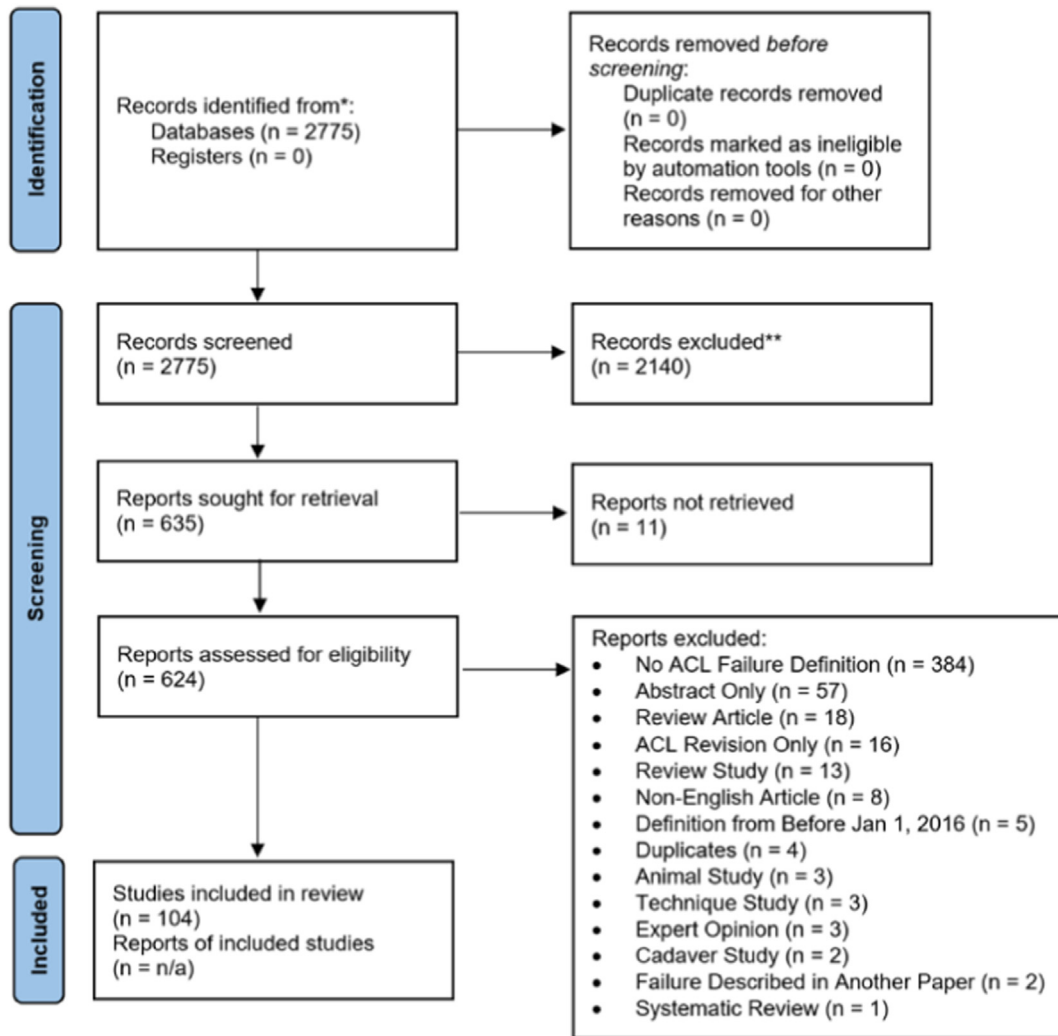 Identification
Records identified from*:
Databases (n = 2775)
Registers (n = 0)
Records removed before
screening:
Duplicate records removed
(n = 0)
Records marked as ineligible
by automation tools (n = 0)
Records removed for other
reasons (n = 0)
Screening
Records screened
(n = 2775)
Records excluded**
(n = 2140)
Reports sought for retrieval
(n = 635)
Reports not retrieved
(n = 11)
Reports assessed for eligibility
(n = 624)
Reports excluded:
• No ACL Failure Definition (n = 384)
• Abstract Only (n = 57)
• Review Article (n = 18)
• ACL Revision Only (n = 16)
• Review Study (n = 13)
• Non-English Article (n = 8)
• Definition from Before Jan 1, 2016 (n = 5)
• Duplicates (n = 4)
• Animal Study (n = 3)
• Technique Study (n = 3)
• Expert Opinion (n = 3)
• Cadaver Study (n = 2)
• Failure Described in Another Paper (n = 2)
• Systematic Review (n = 1)
Included
Studies included in review
(n = 104)
Reports of included studies
(n = n/a)